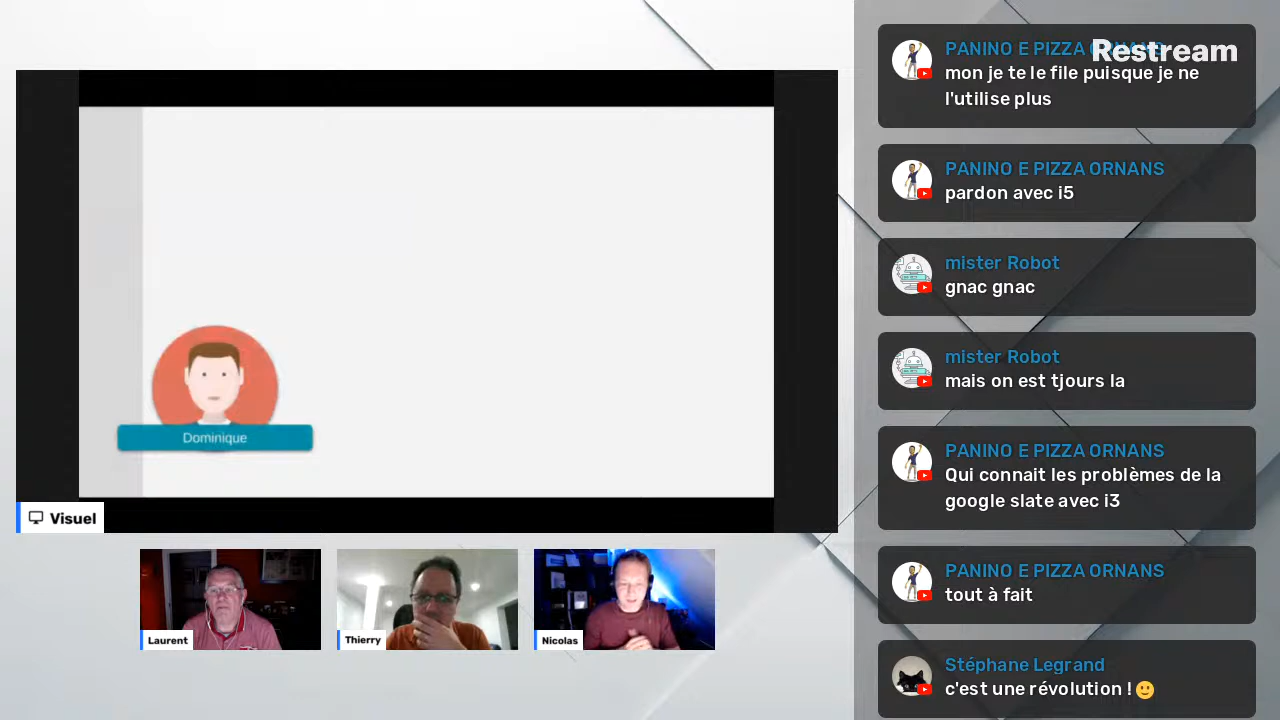 Dominique
Visuel
Laurent
Thierry
Nicolas
Restream
PANINO E PIZZA ORNANS
mon je te le file puisque je ne
l'utilise plus
PANINO E PIZZA ORNANS
pardon avec i5
mister Robot
gnac gnac
mister Robot
mais on est tjours la
PANINO E PIZZA ORNANS
Qui connait les problèmes de la
google slate avec i3
PANINO E PIZZA ORNANS
tout à fait
Stéphane Legrand
c'est une révolution ! 🙂